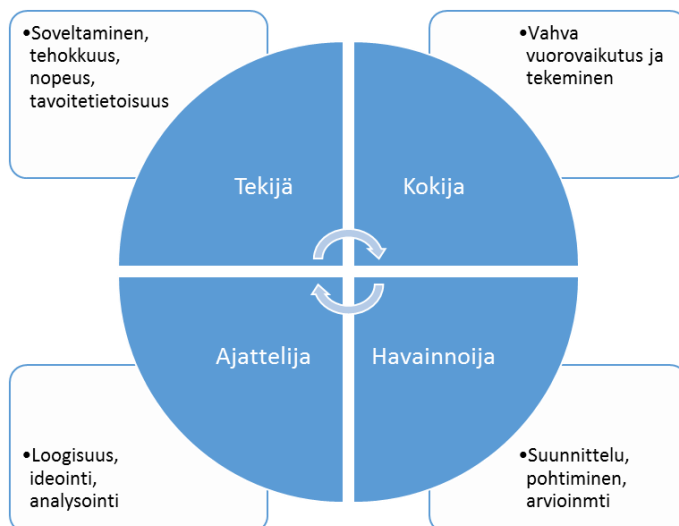 •Soveltaminen,
tehokkuus,
nopeus,
tavoitetietoisuus
•Vahva
vuorovaikutus ja
tekeminen
Tekijä
Kokija
Ajattelija
Havainnoija
•Loogisuus,
ideointi,
analysointi
•Suunnittelu,
pohtiminen,
arvioinmti